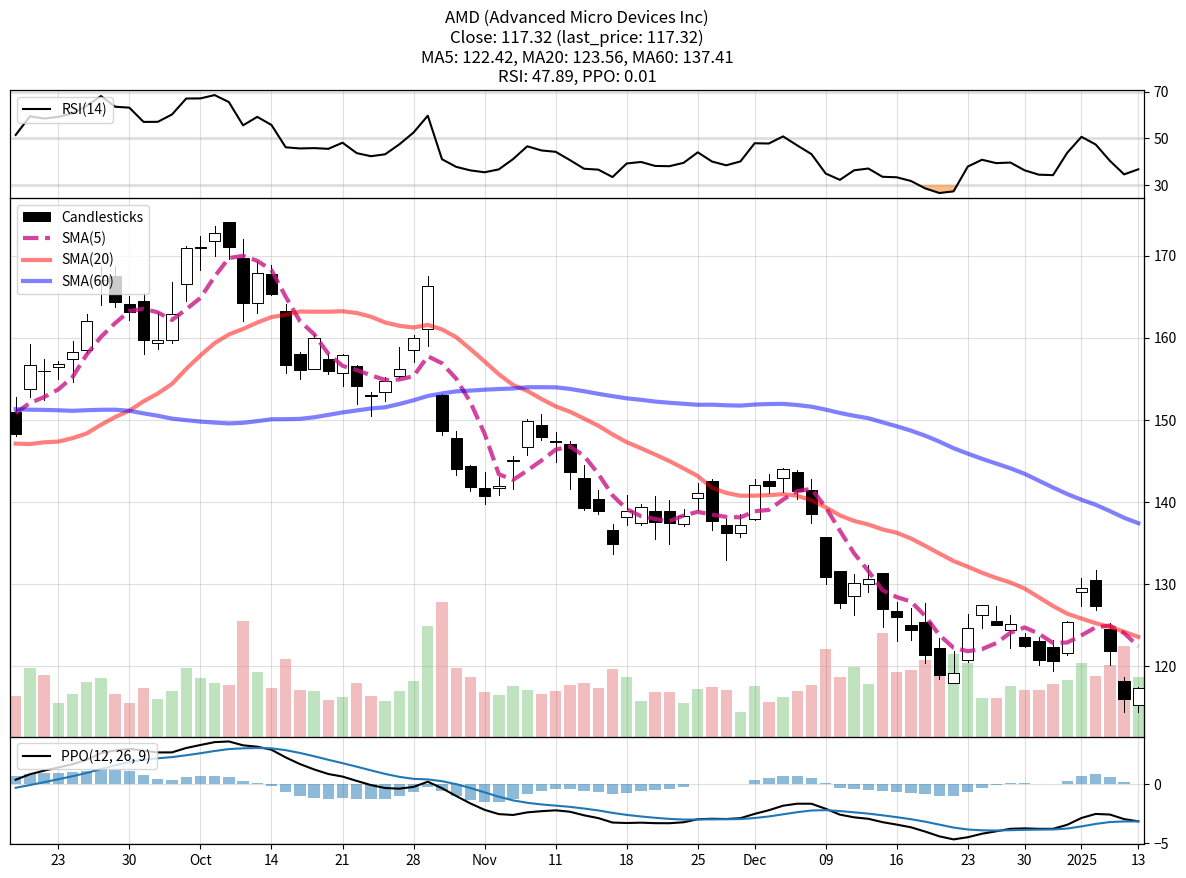 AMD (Advanced Micro Devices Inc)
Close: 117.32 (last_price: 117.32)
MA5: 122.42, MA20: 123.56, MA60: 137.41
RSI: 47.89, PPO: 0.01
RSI(14)
70
50
30
Candlesticks
SMA(5)
SMA(20)
SMA(60)
170
160
150
140
130
120
PPO(12, 26, 9)
0
−5
23 30 Oct 14 21 28 Nov 11 18 25 Dec 09 16 23 30 2025 13